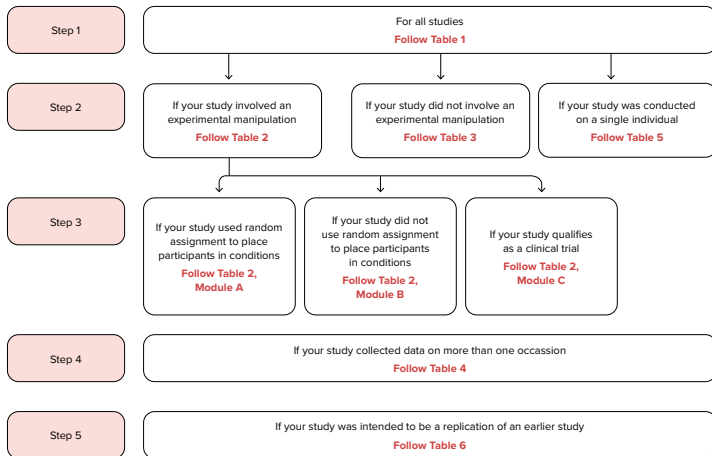 Step 1
For all studies
Follow Table 1
Step 2
If your study involved an
experimental manipulation
Follow Table 2
If your study did not involve an
experimental manipulation
Follow Table 3
If your study was conducted
on a single individual
Follow Table 5
Step 3
If your study used random
assignment to place
participants in conditions
Follow Table 2,
Module A
If your study did not
use random assignment
to place participants
in conditions
Follow Table 2,
Module B
If your study qualifies
as a clinical trial
Follow Table 2,
Module C
Step 4
If your study collected data on more than one occassion
Follow Table 4
Step 5
If your study was intended to be a replication of an earlier study
Follow Table 6